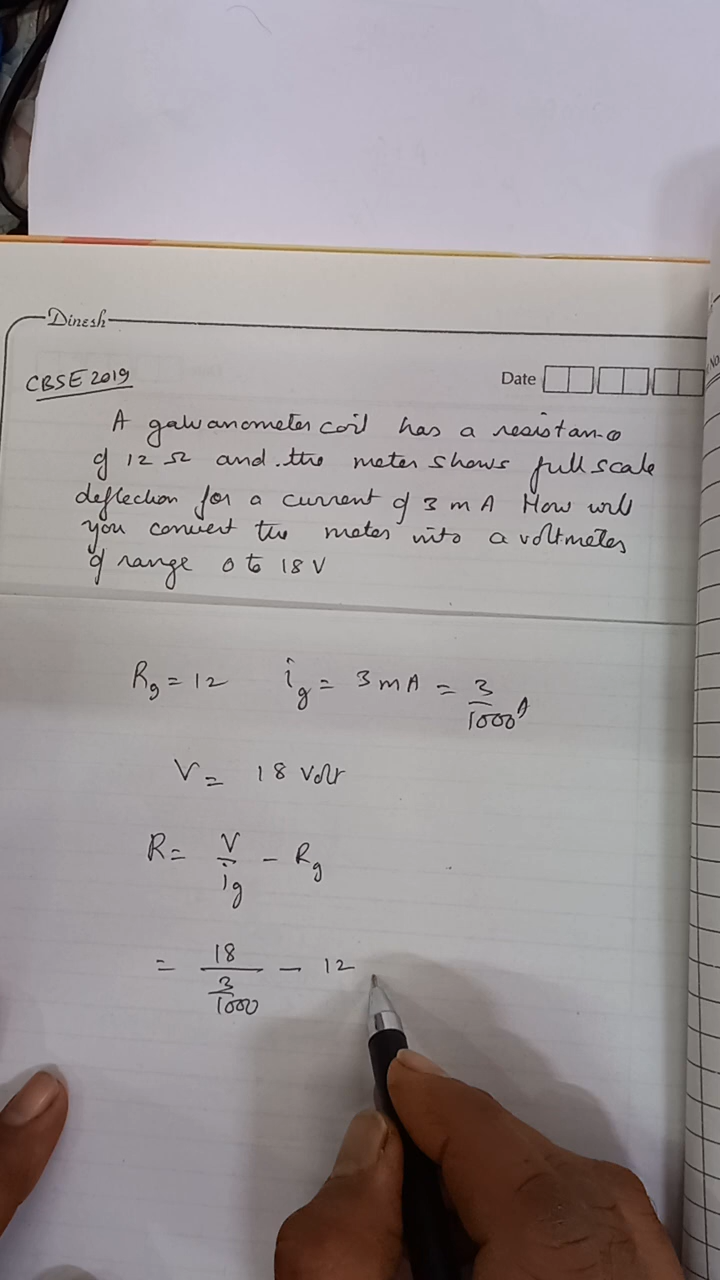 Dinesh
Date
CBSE 2019
A galvanometer coil has a resistance
of 12 Ω and the meter shows full scale
deflection for a current of 3 mA How will
you convert the meter into a voltmeter
of range 0 to 18 V
Rg = 12 ig = 3 mA = 3/1000 A
V = 18 Volt
R = V/ig - Rg
= 18/(3/1000) - 12